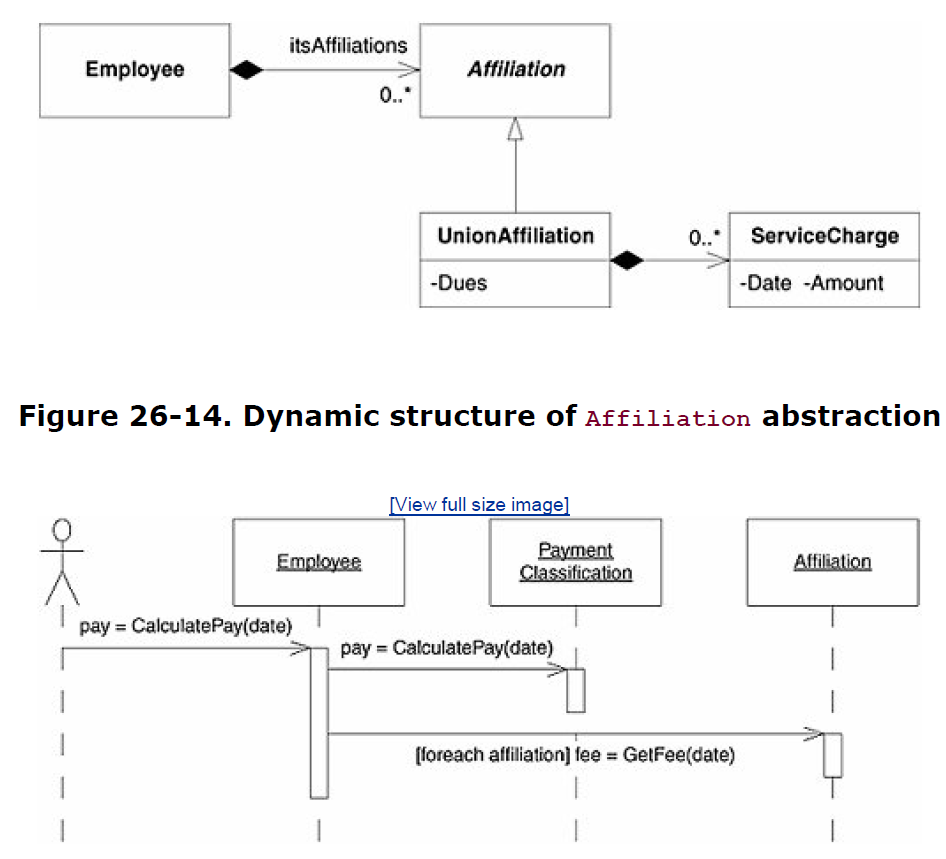 itsAffiliations
Employee
Affiliation
0..*
UnionAffiliation
0..*
ServiceCharge
-Dues
-Date -Amount
Figure 26-14. Dynamic structure of Affiliation abstraction
[View full size image]
Employee
Payment
Classification
Affiliation
pay = CalculatePay(date)
pay = CalculatePay(date)
[foreach affiliation] fee = GetFee(date)